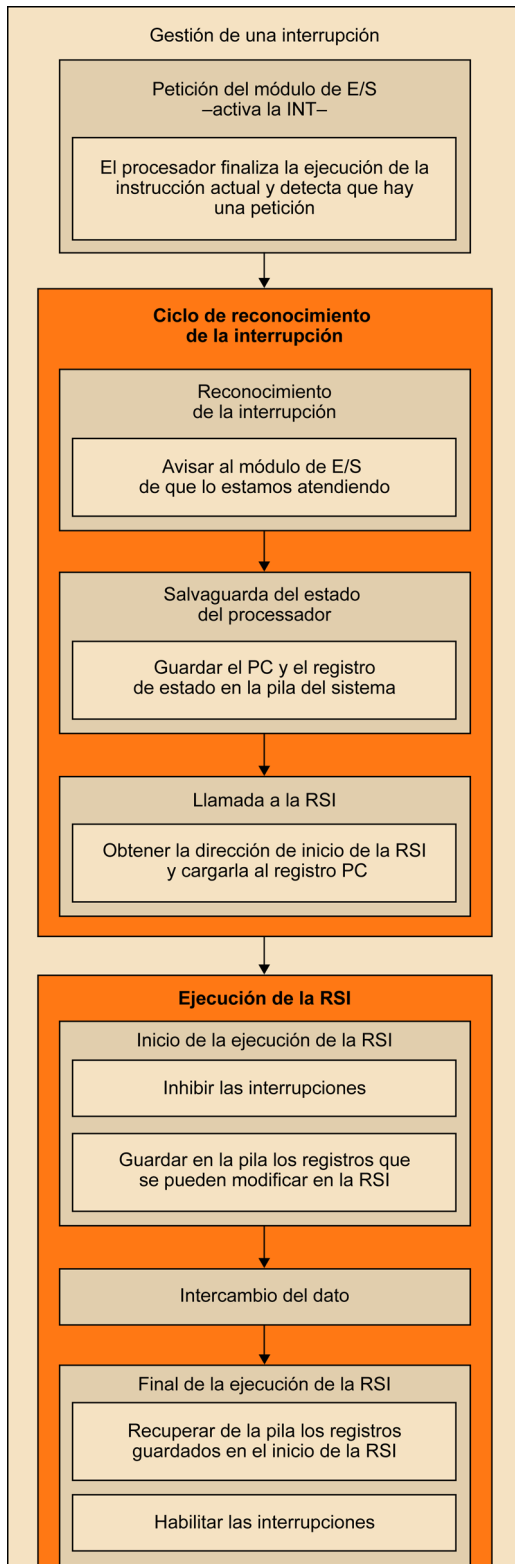 Gestión de una interrupción
Petición del módulo de E/S
–activa la INT–
El procesador finaliza la ejecución de la
instrucción actual y detecta que hay
una petición
Ciclo de reconocimiento
de la interrupción
Reconocimiento
de la interrupción
Avisar al módulo de E/S
de que lo estamos atendiendo
Salvaguarda del estado
del processador
Guardar el PC y el registro
de estado en la pila del sistema
Llamada a la RSI
Obtener la dirección de inicio de la RSI
y cargarla al registro PC
Ejecución de la RSI
Inicio de la ejecución de la RSI
Inhibir las interrupciones
Guardar en la pila los registros que
se pueden modificar en la RSI
Intercambio del dato
Final de la ejecución de la RSI
Recuperar de la pila los registros
guardados en el inicio de la RSI
Habilitar las interrupciones